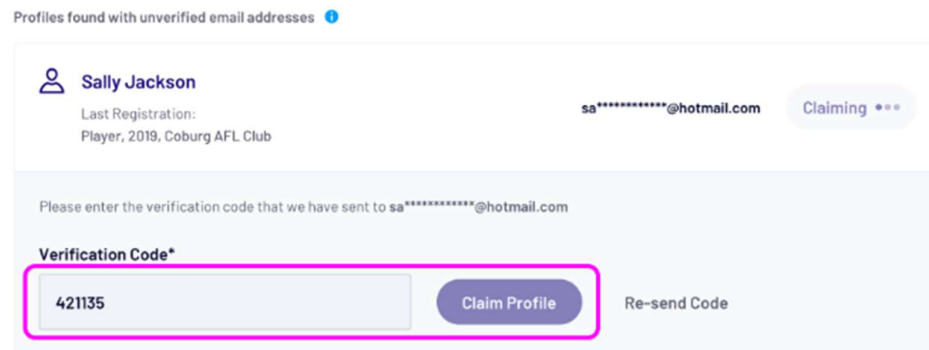 Profiles found with unverified email addresses
Sally Jackson
Last Registration:
Player, 2019, Coburg AFL Club
sa************@hotmail.com
Claiming
Please enter the verification code that we have sent to sa************@hotmail.com
Verification Code*
421135
Claim Profile
Re-send Code